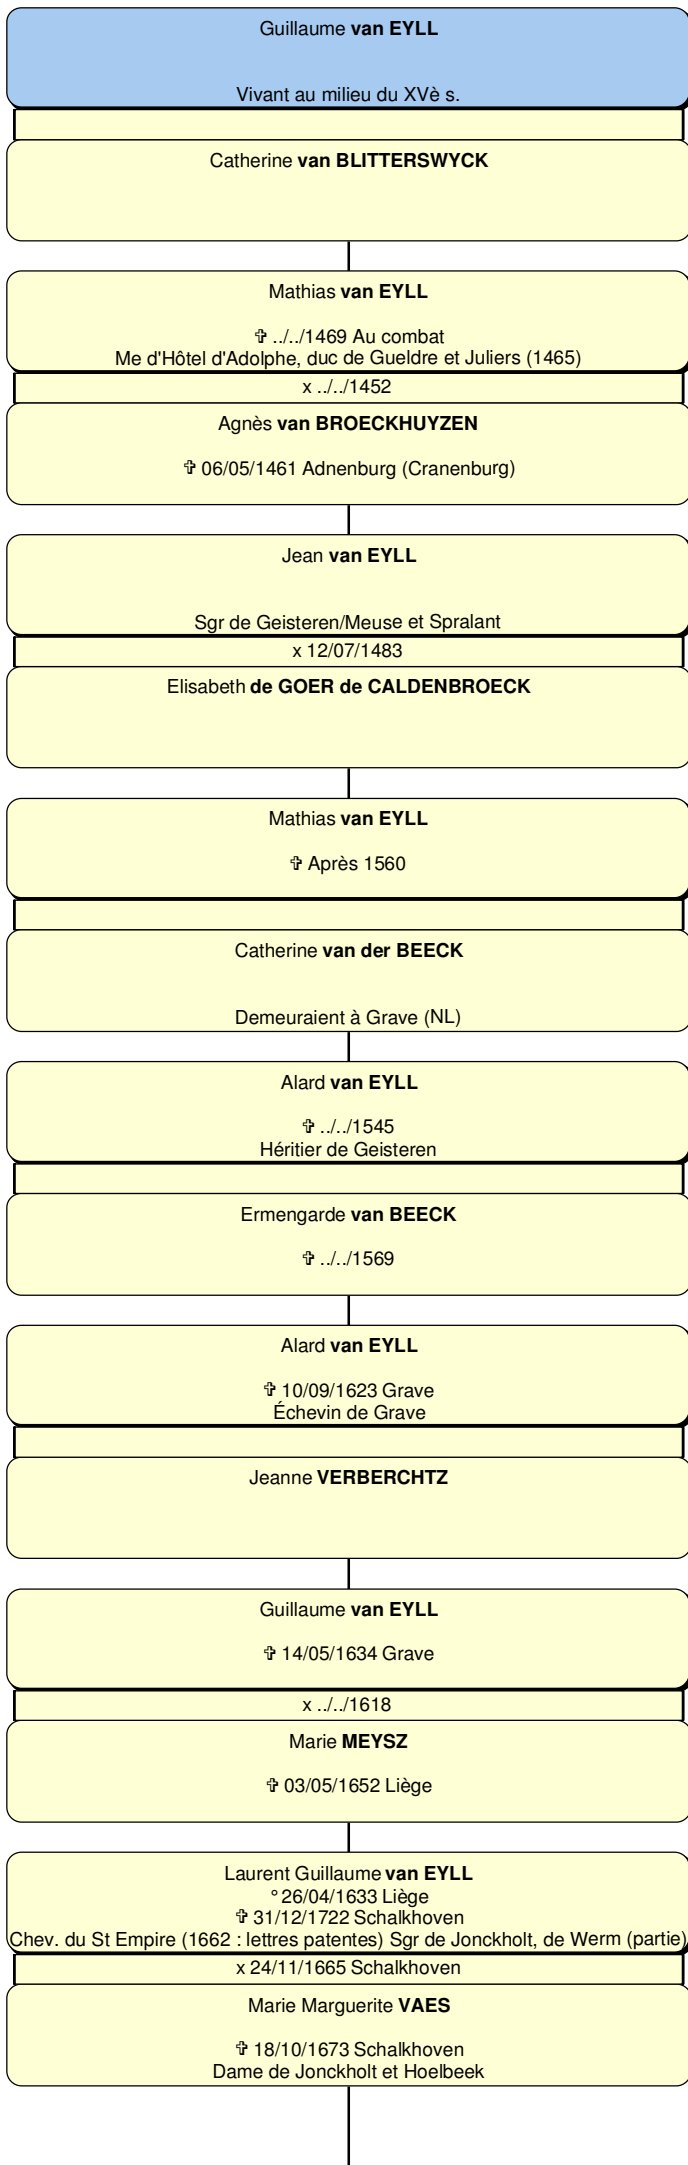 Guillaume van EYLL
Vivant au milieu du XVè s.
Catherine van BLITTERSWYCK
Mathias van EYLL
✞ ../../1469 Au combat
Me d'Hôtel d'Adolphe, duc de Gueldre et Juliers (1465)
x ../../1452
Agnès van BROECKHUYZEN
✞ 06/05/1461 Adnenburg (Cranenburg)
Jean van EYLL
Sgr de Geisteren/Meuse et Spralant
x 12/07/1483
Elisabeth de GOER de CALDENBROECK
Mathias van EYLL
✞ Après 1560
Catherine van der BEECK
Demeuraient à Grave (NL)
Alard van EYLL
✞ ../../1545
Héritier de Geisteren
Ermengarde van BEECK
✞ ../../1569
Alard van EYLL
✞ 10/09/1623 Grave
Échevin de Grave
Jeanne VERBERCHTZ
Guillaume van EYLL
✞ 14/05/1634 Grave
x ../../1618
Marie MEYSZ
✞ 03/05/1652 Liège
Laurent Guillaume van EYLL
° 26/04/1633 Liège
✞ 31/12/1722 Schalkhoven
Chev. du St Empire (1662 : lettres patentes) Sgr de Jonckholt, de Werm (partie)
x 24/11/1665 Schalkhoven
Marie Marguerite VAES
✞ 18/10/1673 Schalkhoven
Dame de Jonckholt et Hoelbeek